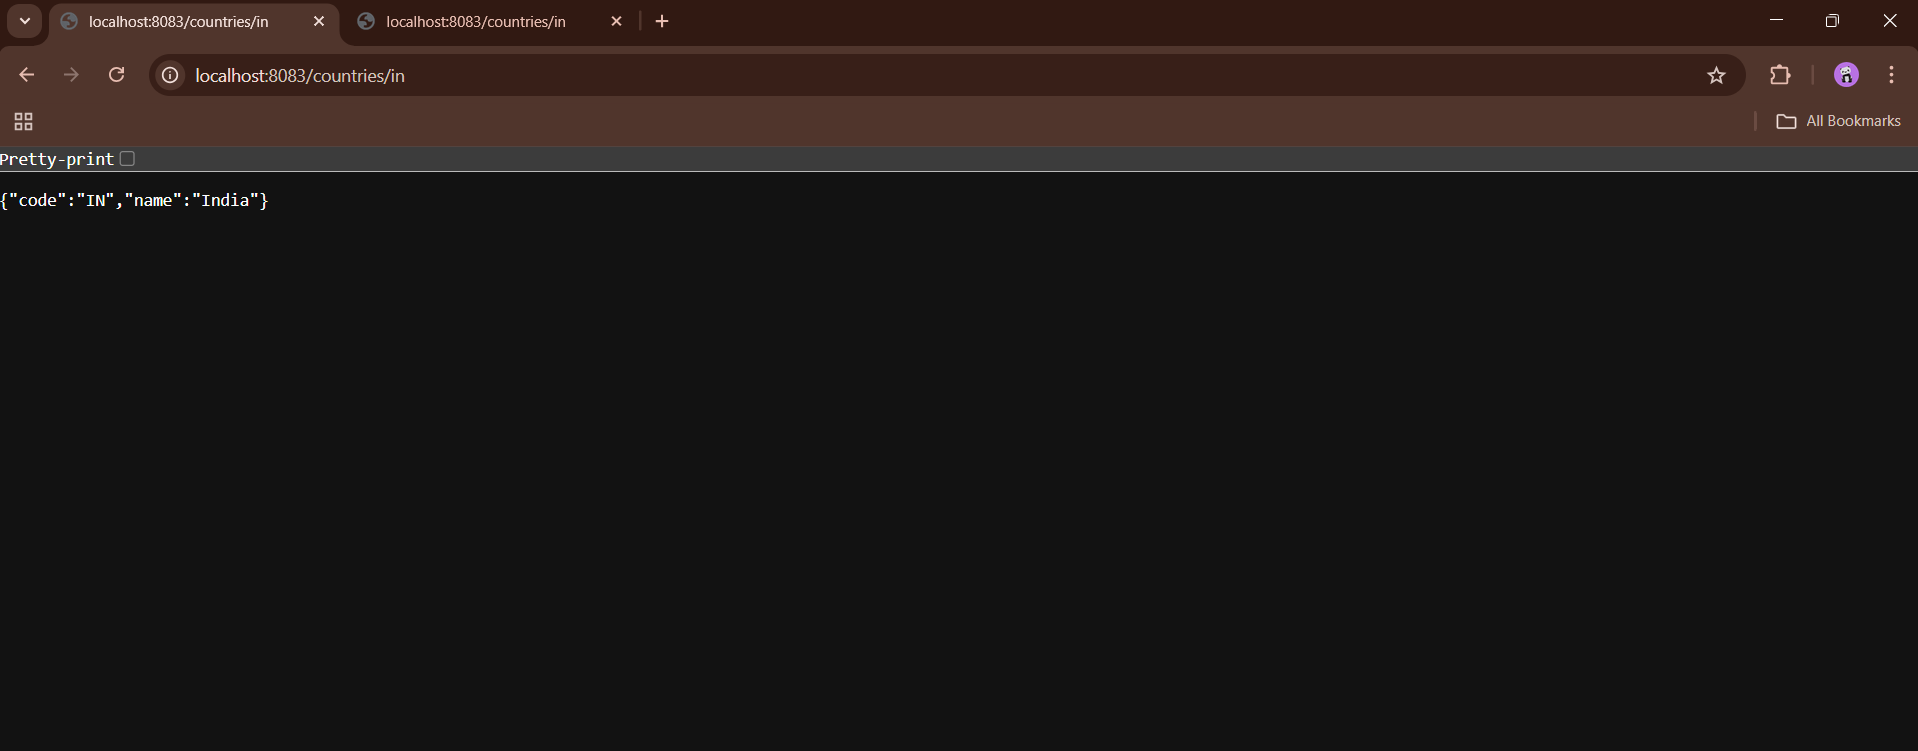 localhost:8083/countries/in
localhost:8083/countries/in
localhost:8083/countries/in
All Bookmarks
Pretty-print
{"code":"IN","name":"India"}